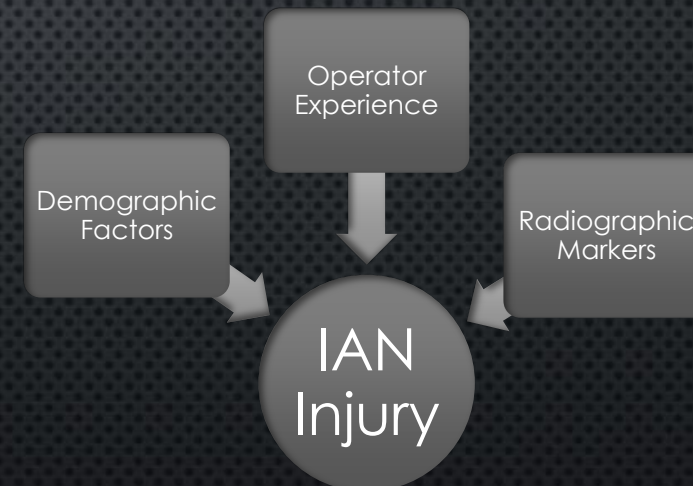 Operator
Experience
Demographic
Factors
Radiographic
Markers
IAN
Injury